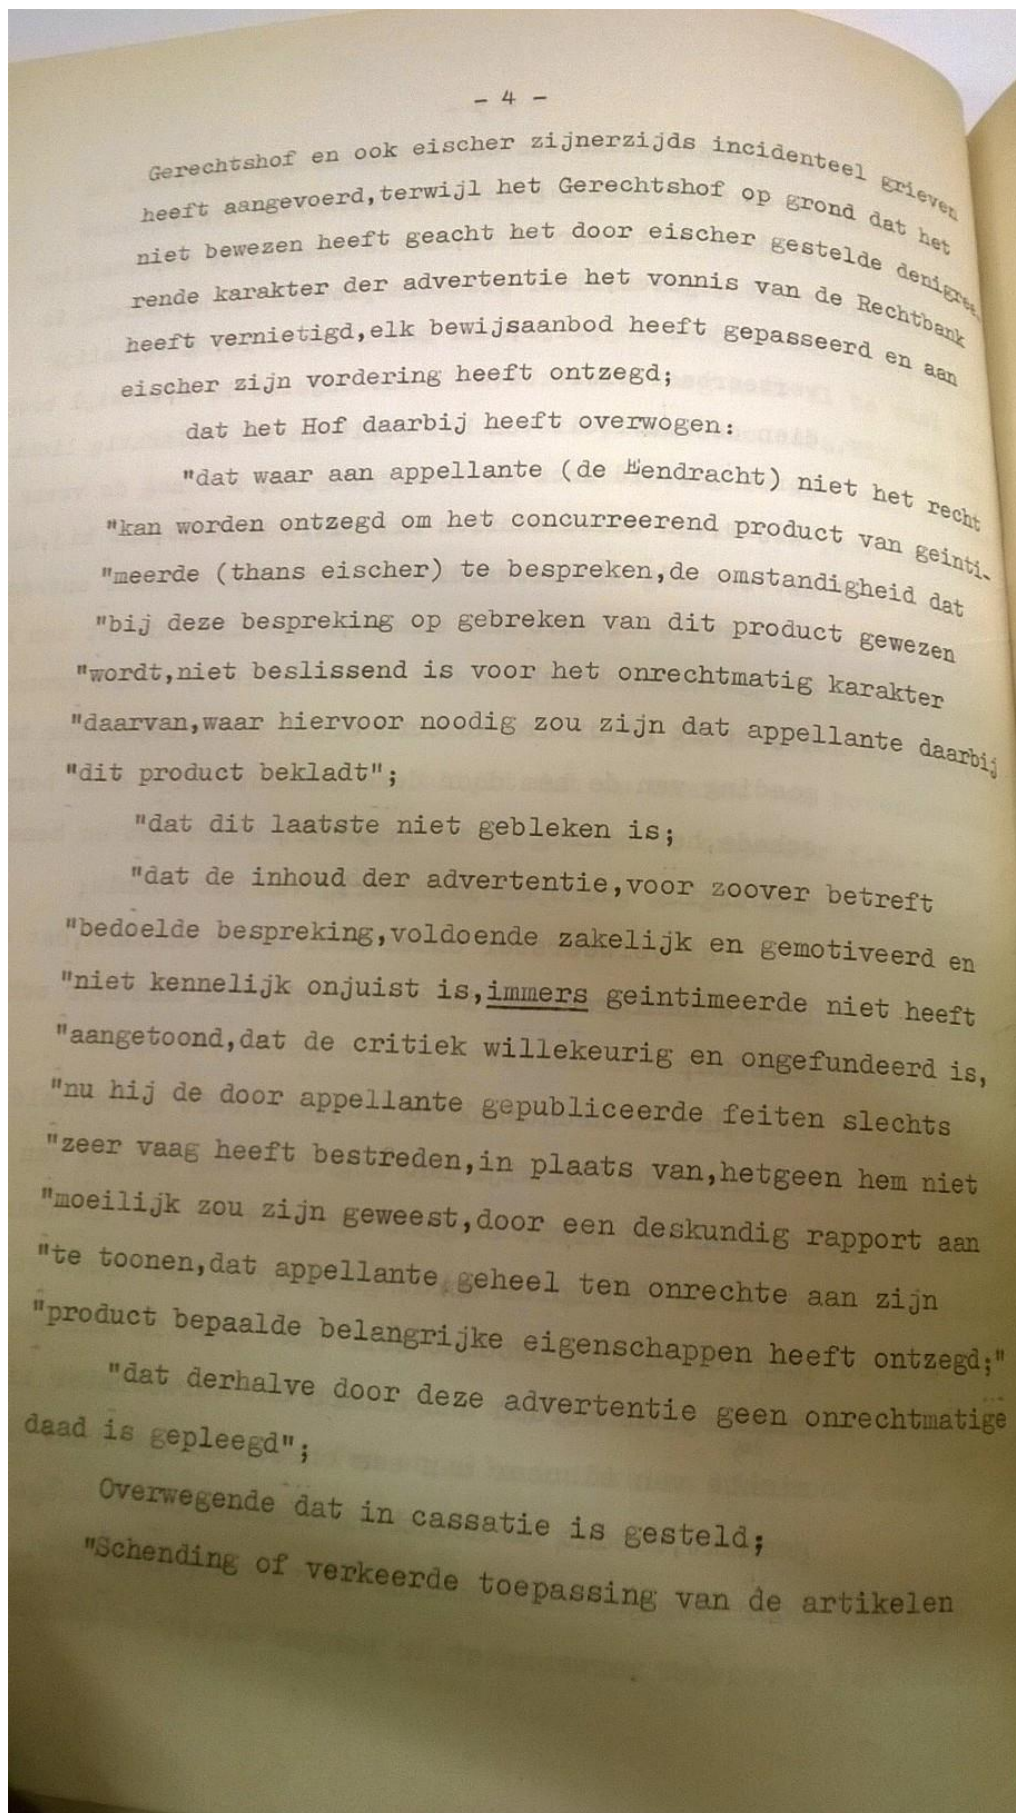 - 4 -
Gerechtshof en ook eischer zijnerzijds incidenteel grieven
heeft aangevoerd,terwijl het Gerechtshof op grond dat het
niet bewezen heeft geacht het door eischer gestelde denigree-
rende karakter der advertentie het vonnis van de Rechtbank
heeft vernietigd,elk bewijsaanbod heeft gepasseerd en aan
eischer zijn vordering heeft ontzegd;
dat het Hof daarbij heeft overwogen:
"dat waar aan appellante (de Eendracht) niet het recht
"kan worden ontzegd om het concurreerend product van geinti-
"meerde (thans eischer) te bespreken,de omstandigheid dat
"bij deze bespreking op gebreken van dit product gewezen
"wordt,niet beslissend is voor het onrechtmatig karakter
"daarvan,waar hiervoor noodig zou zijn dat appellante daarbij
"dit product bekladt";
"dat dit laatste niet gebleken is;
"dat de inhoud der advertentie,voor zoover betreft
"bedoelde bespreking,voldoende zakelijk en gemotiveerd en
"niet kennelijk onjuist is,immers geintimeerde niet heeft
"aangetoond,dat de critiek willekeurig en ongefundeerd is,
"nu hij de door appellante gepubliceerde feiten slechts
"zeer vaag heeft bestreden,in plaats van,hetgeen hem niet
"moeilijk zou zijn geweest,door een deskundig rapport aan
"te toonen,dat appellante geheel ten onrechte aan zijn
"product bepaalde belangrijke eigenschappen heeft ontzegd;"
"dat derhalve door deze advertentie geen onrechtmatige
daad is gepleegd";
Overwegende dat in cassatie is gesteld;
"Schending of verkeerde toepassing van de artikelen